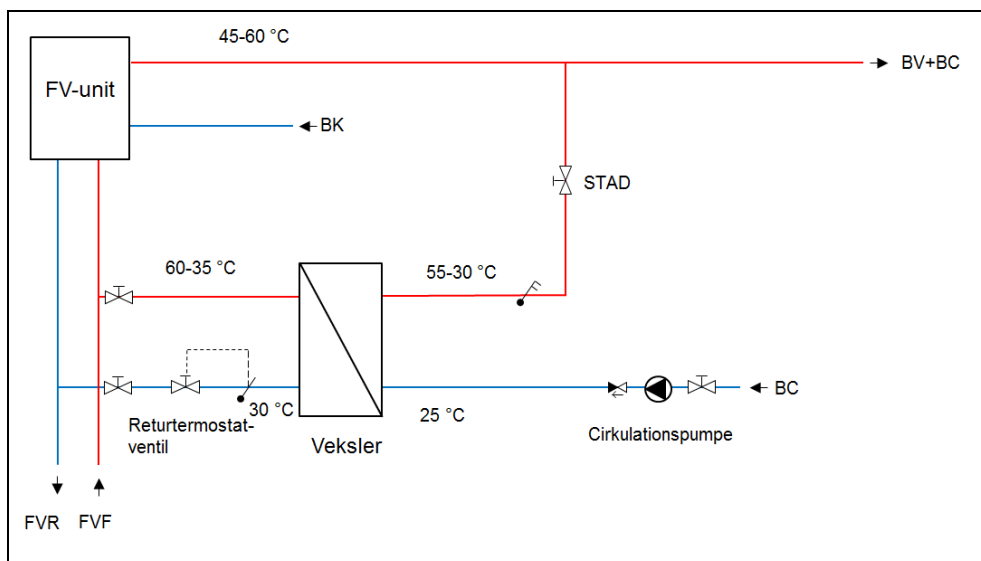 45-60 °C
BV+BC
FV-unit
BK
STAD
60-35 °C
55-30 °C
30 °C
25 °C
BC
Returtermostat-
ventil
Veksler
Cirkulationspumpe
FVR
FVF